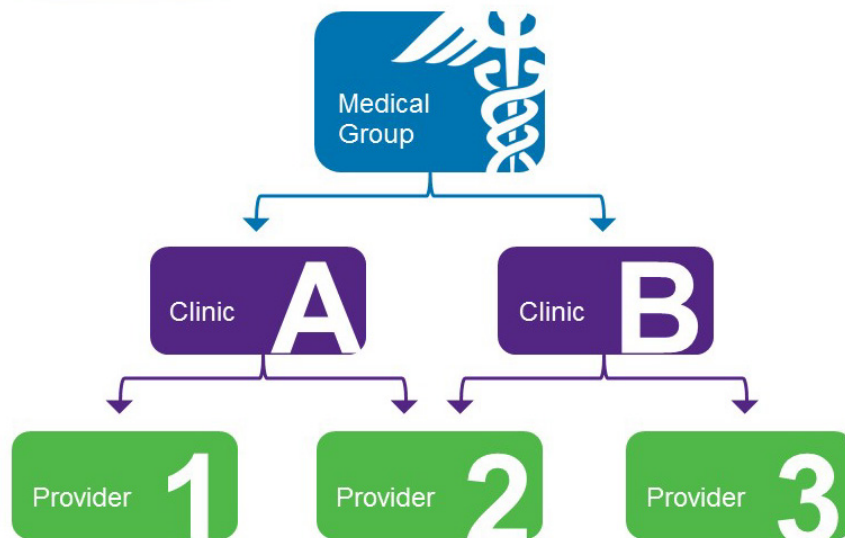 Medical
Group
Clinic A
Clinic B
Provider 1
Provider 2
Provider 3